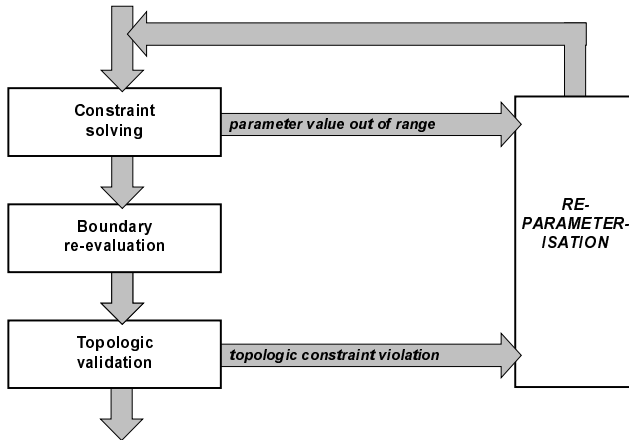 Constraint
solving
parameter value out of range
Boundary
re-evaluation
RE-
PARAMETER-
ISATION
Topologic
validation
topologic constraint violation